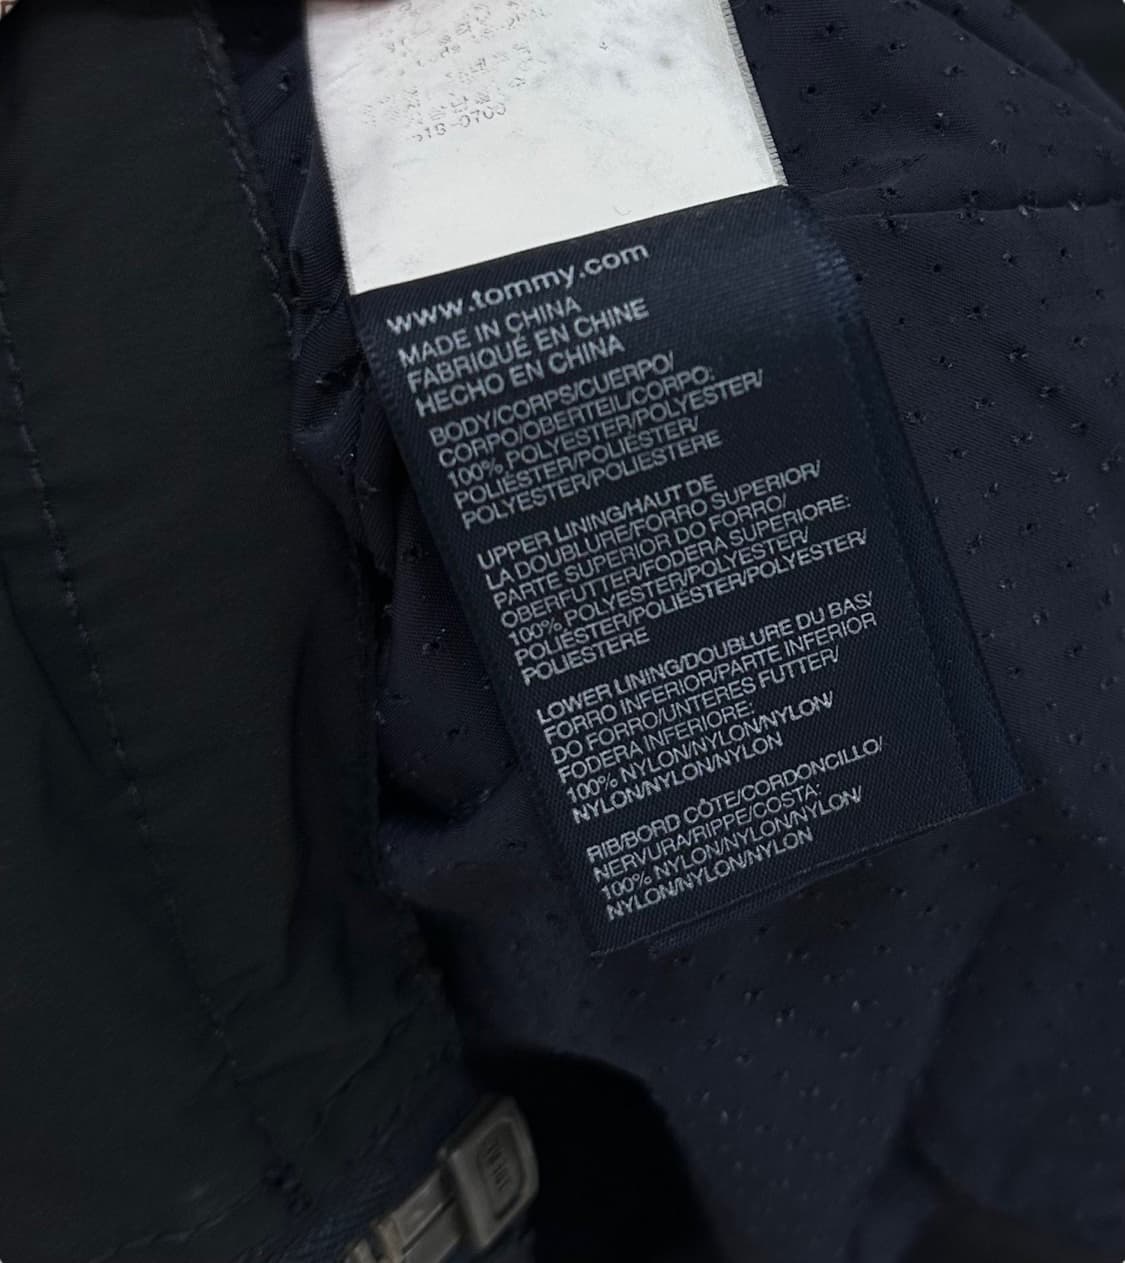 www.tommy.com
MADE IN CHINA
FABRIQUÉ EN CHINE
HECHO EN CHINA
BODY/CORPS/CUERPO/
CORPO/OBERTEIL/CORPO:
100% POLYESTER/POLYESTER/
POLIÉSTER/POLIÉSTER/
POLYESTER/POLIESTERE
UPPER LINING/HAUT DE
LA DOUBLURE/FORRO SUPERIOR/
PARTE SUPERIOR DO FORRO/
OBERFUTTER/FODERA SUPERIORE:
100% POLYESTER/POLYESTER/
POLIÉSTER/POLIÉSTER/POLYESTER/
POLIESTERE
LOWER LINING/DOUBLURE DU BAS/
FORRO INFERIOR/PARTE INFERIOR
DO FORRO/UNTERES FUTTER/
FODERA INFERIORE:
100% NYLON/NYLON/NYLON/
NYLON/NYLON/NYLON
RIB/BORD CÔTE/CORDONCILLO/
NERVURA/RIPPE/COSTA:
100% NYLON/NYLON/NYLON/
NYLON/NYLON/NYLON